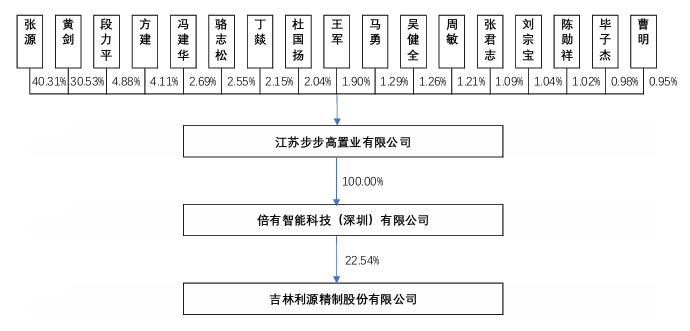 张源
黄剑
段力平
方建
冯建华
骆志松
丁燚
杜国扬
王军
马勇
吴健全
周敏
张君志
刘宗宝
陈勋祥
毕子杰
曹明
40.31% 30.53% 4.88% 4.11% 2.69% 2.55% 2.15% 2.04% 1.90% 1.29% 1.26% 1.21% 1.09% 1.04% 1.02% 0.98% 0.95%
江苏步步高置业有限公司
100.00%
倍有智能科技（深圳）有限公司
22.54%
吉林利源精制股份有限公司